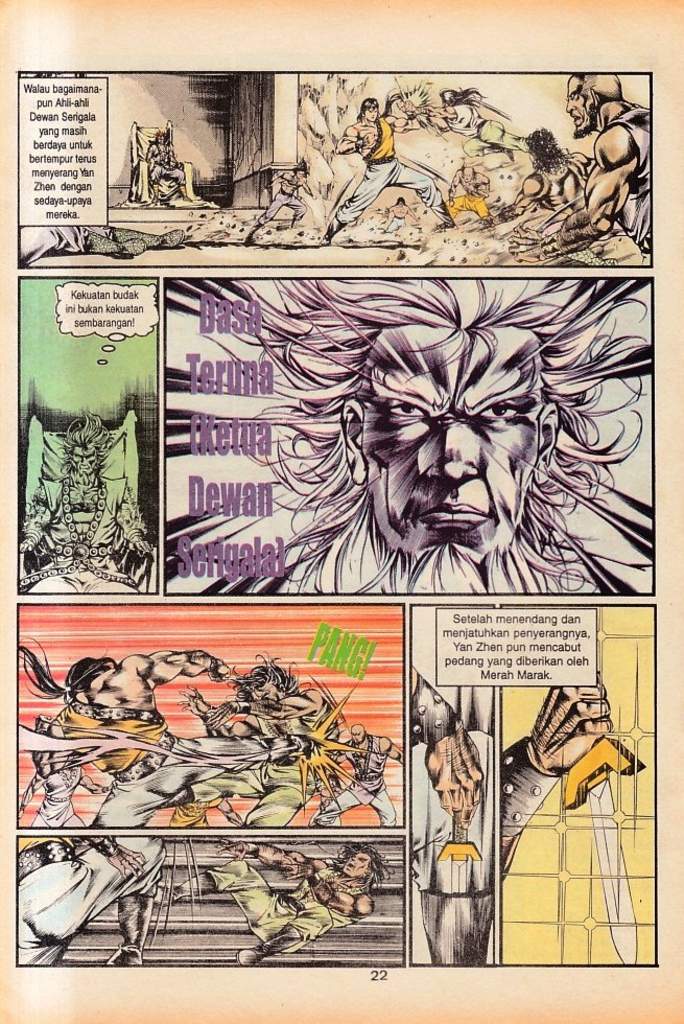 Walau bagaimana-
pun Ahli-ahli
Dewan Serigala
yang masih
berdaya untuk
bertempur terus
menyerang Yan
Zhen dengan
sedaya-upaya
mereka.
Kekuatan budak
ini bukan kekuatan
sembarangan!
Dasa
Teruna
(Ketua
Dewan
Serigala)
PANG!
Setelah menendang dan
menjatuhkan penyerangnya,
Yan Zhen pun mencabut
pedang yang diberikan oleh
Merah Marak.
22